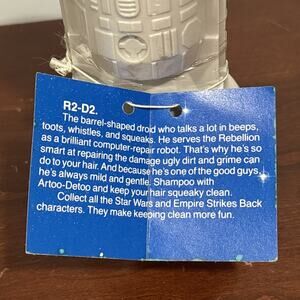 R2-D2.
The barrel-shaped droid who talks a lot in beeps,
toots, whistles, and squeaks. He serves the Rebellion
as a brilliant computer-repair robot. That's why he's so
smart at repairing the damage ugly dirt and grime can
do to your hair. And because he's one of the good guys,
he's always mild and gentle. Shampoo with
Artoo-Detoo and keep your hair squeaky clean.
Collect all the Star Wars and Empire Strikes Back
characters. They make keeping clean more fun.